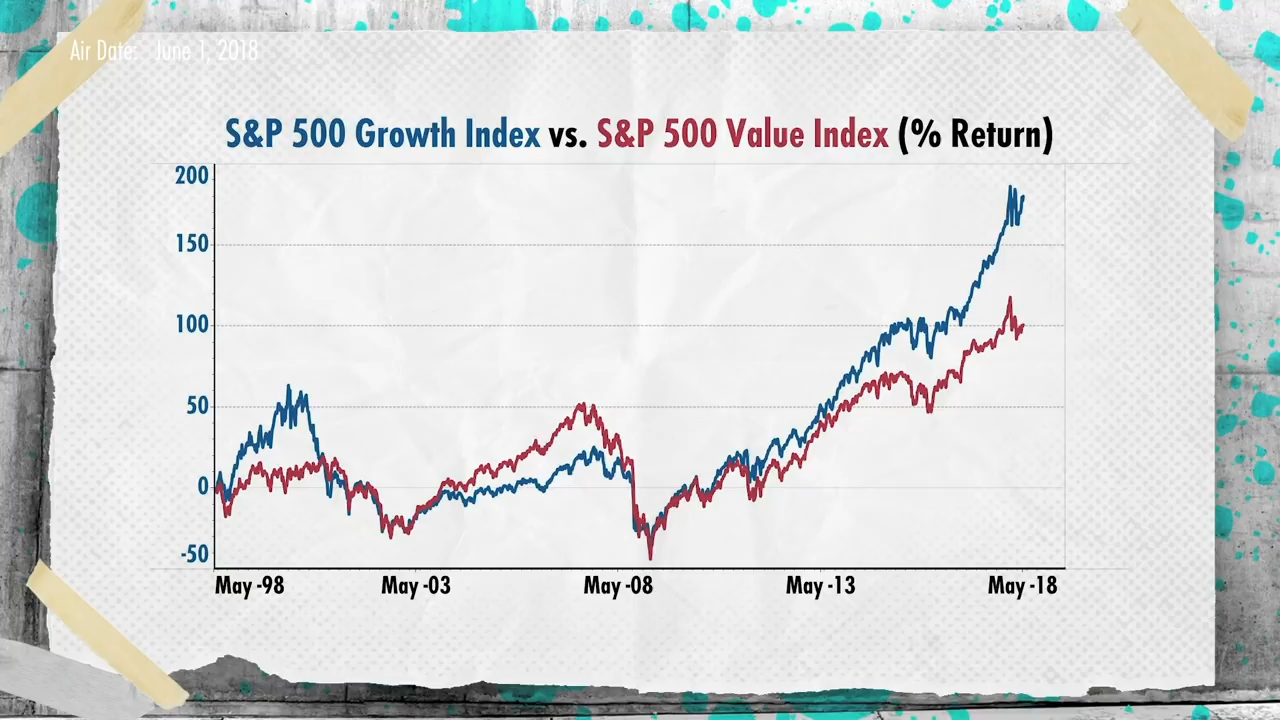 Air Date: June 1, 2018
S&P 500 Growth Index vs. S&P 500 Value Index (% Return)
200
150
100
50
0
-50
May -98 May -03 May -08 May -13 May -18